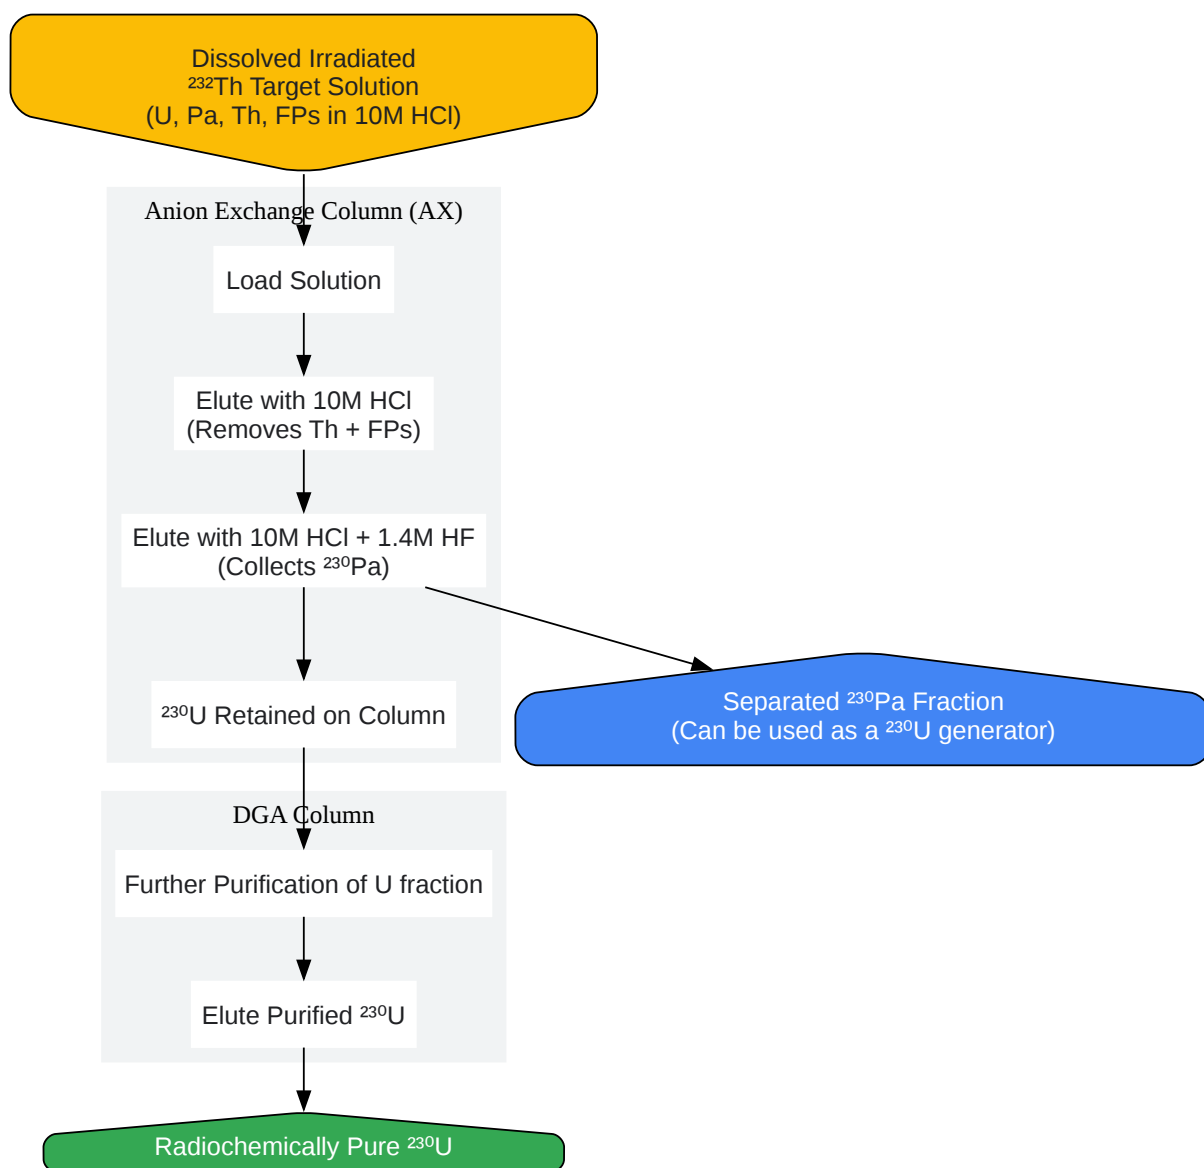 Dissolved Irradiated
²³²Th Target Solution
(U, Pa, Th, FPs in 10M HCl)
Anion Exchange Column (AX)
Load Solution
Elute with 10M HCl
(Removes Th + FPs)
Elute with 10M HCl + 1.4M HF
(Collects ²³⁰Pa)
²³⁰U Retained on Column
Separated ²³⁰Pa Fraction
(Can be used as a ²³⁰U generator)
DGA Column
Further Purification of U fraction
Elute Purified ²³⁰U
Radiochemically Pure ²³⁰U